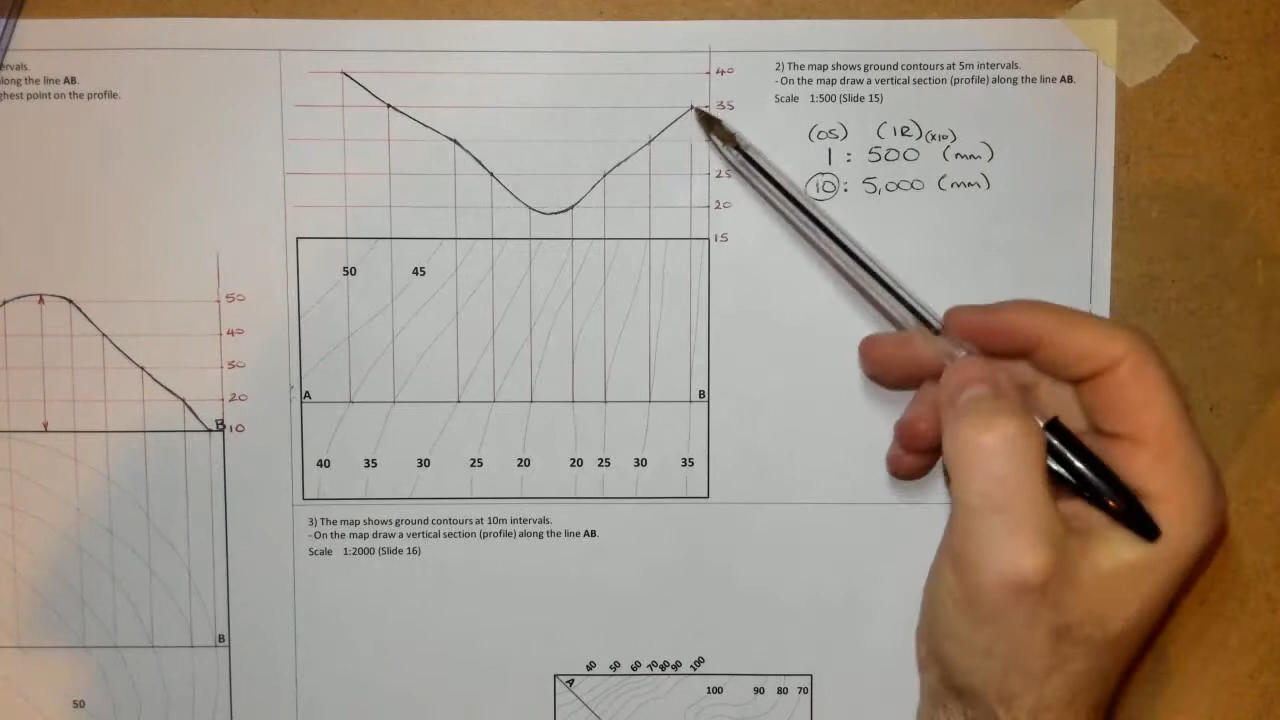 ervals.
long the line AB.
ghest point on the profile.
50
40
30
20
10
B
B
50
40
35
25
20
15
50 45
A B
40 35 30 25 20 20 25 30 35
2) The map shows ground contours at 5m intervals.
- On the map draw a vertical section (profile) along the line AB.
Scale 1:500 (Slide 15)
(OS) (IR)(x10)
1 : 500 (mm)
10 : 5,000 (mm)
3) The map shows ground contours at 10m intervals.
- On the map draw a vertical section (profile) along the line AB.
Scale 1:2000 (Slide 16)
40 50 60 70 80 90 100
A
100 90 80 70